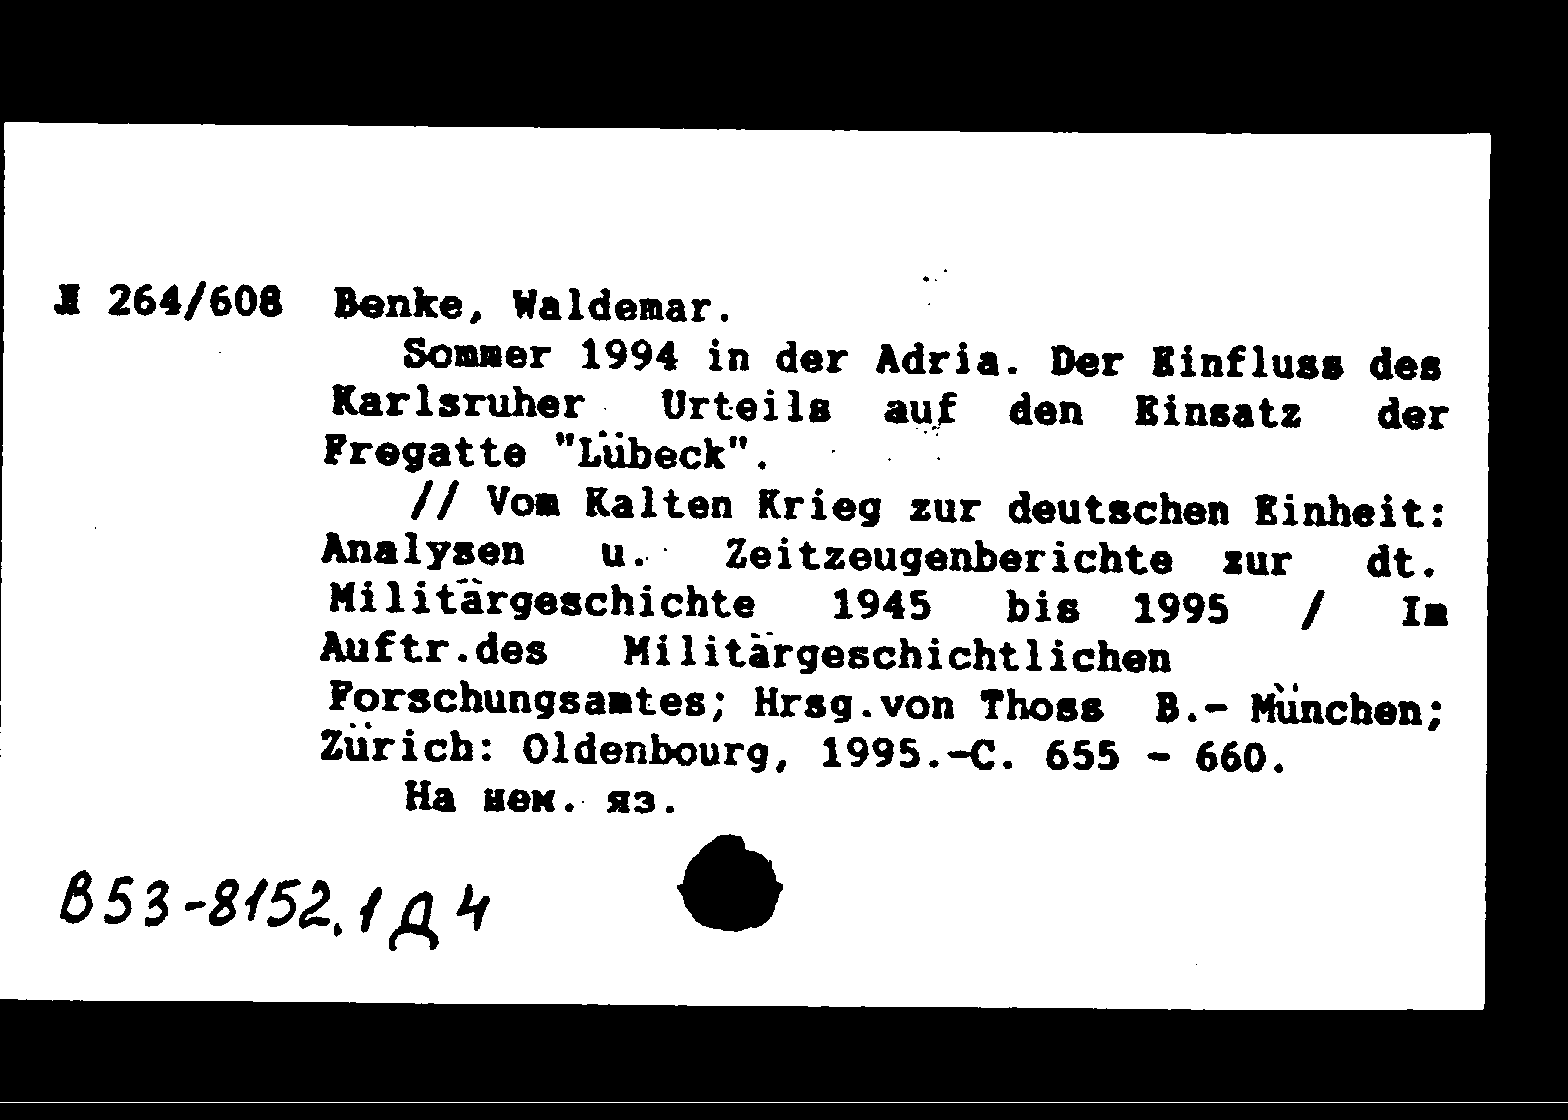 Л 264/608 Benke, Waldemar.
Sommer 1994 in der Adria. Der Einfluss des
Karlsruher Urteils auf den Einsatz der
Fregatte "Lübeck".
// Vom Kalten Krieg zur deutschen Einheit:
Analysen u. Zeitzeugenberichte zur dt.
Militärgeschichte 1945 bis 1995 / Im
Auftr.des Militärgeschichtlichen
Forschungsamtes; Hrsg.von Thoss B.- München;
Zürich: Oldenbourg, 1995.-С. 655 - 660.
На нем. яз.
В53-8152.1 Д 4